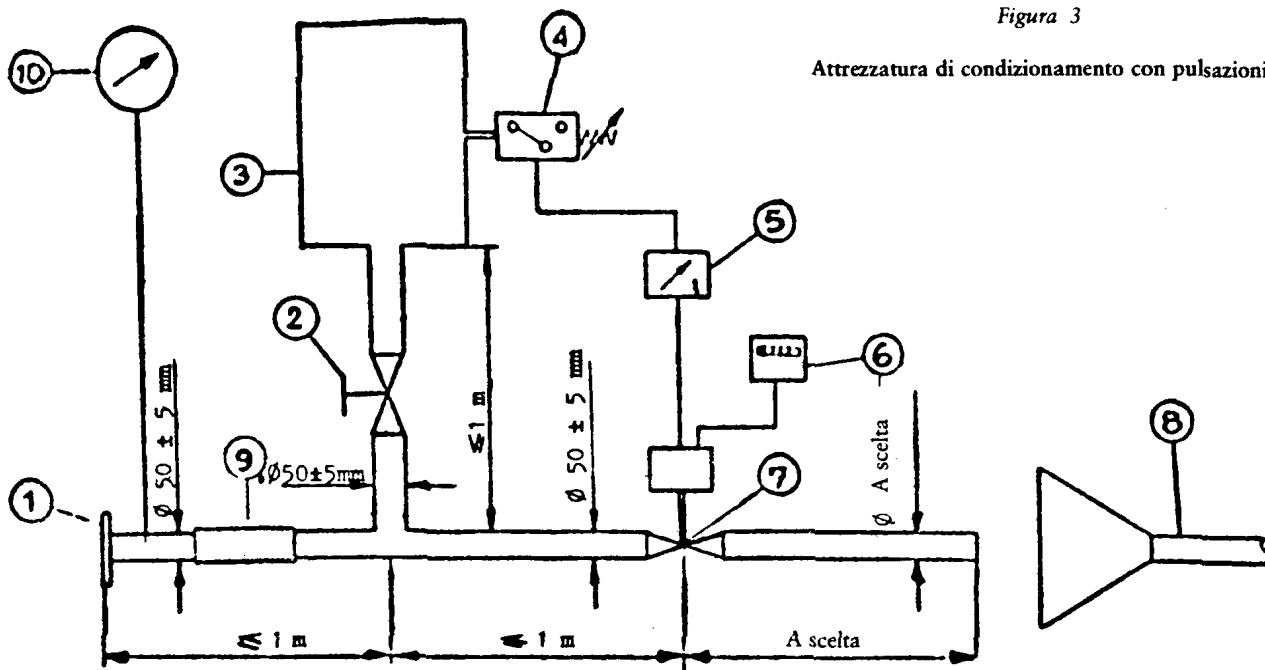 Figura 3
Attrezzatura di condizionamento con pulsazioni
10
4
3
5
2
6
Ø 50 ± 5 mm
9
Ø50±5mm
≤ 1 m
Ø 50 ± 5 mm
7
Ø A scelta
8
1
≤ 1 m
≤ 1 m
A scelta